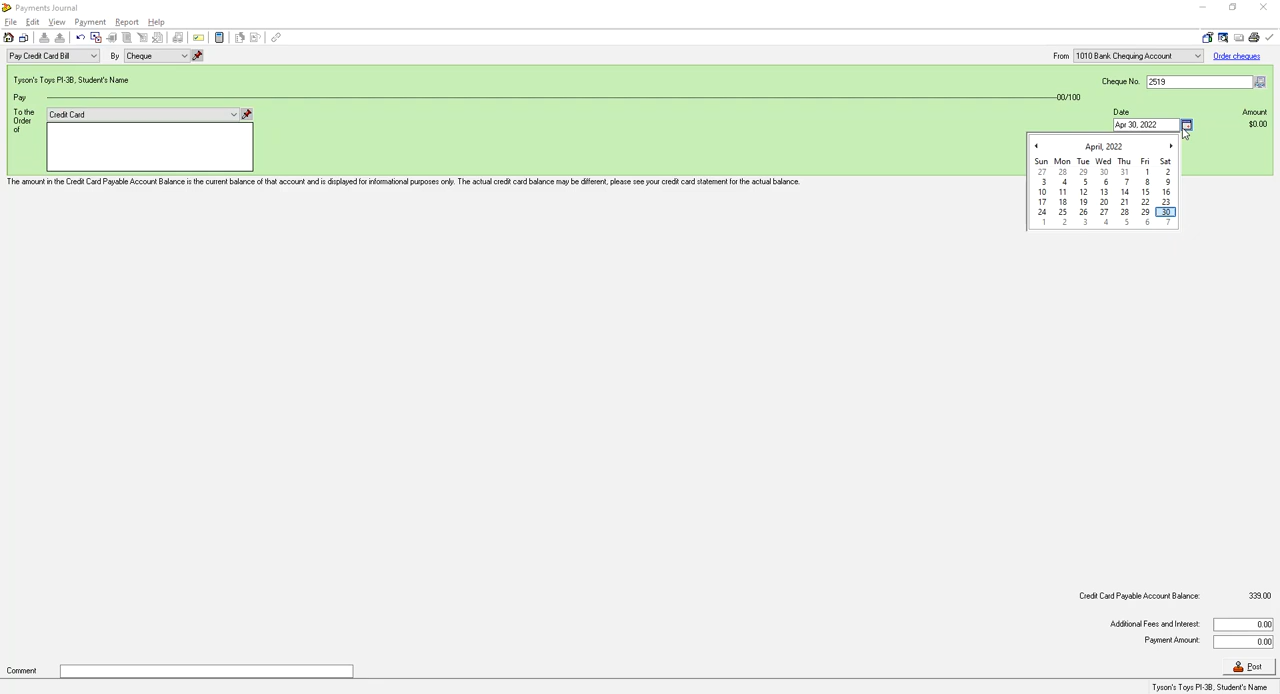 Payments Journal
File Edit View Payment Report Help
Pay Credit Card Bill By Cheque From 1010 Bank Chequing Account Order cheques
Tyson's Toys PI-3B, Student's Name Cheque No. 2519
Pay 00/100
To the Order of Credit Card Date Amount
Apr 30, 2022 $0.00
April, 2022
Sun Mon Tue Wed Thu Fri Sat
27 28 29 30 31 1 2
3 4 5 6 7 8 9
10 11 12 13 14 15 16
17 18 19 20 21 22 23
24 25 26 27 28 29 30
1 2 3 4 5 6 7
The amount in the Credit Card Payable Account Balance is the current balance of that account and is displayed for informational purposes only. The actual credit card balance may be different, please see your credit card statement for the actual balance.
Credit Card Payable Account Balance: 339.00
Additional Fees and Interest: 0.00
Payment Amount: 0.00
Comment Post
Tyson's Toys PI-3B, Student's Name